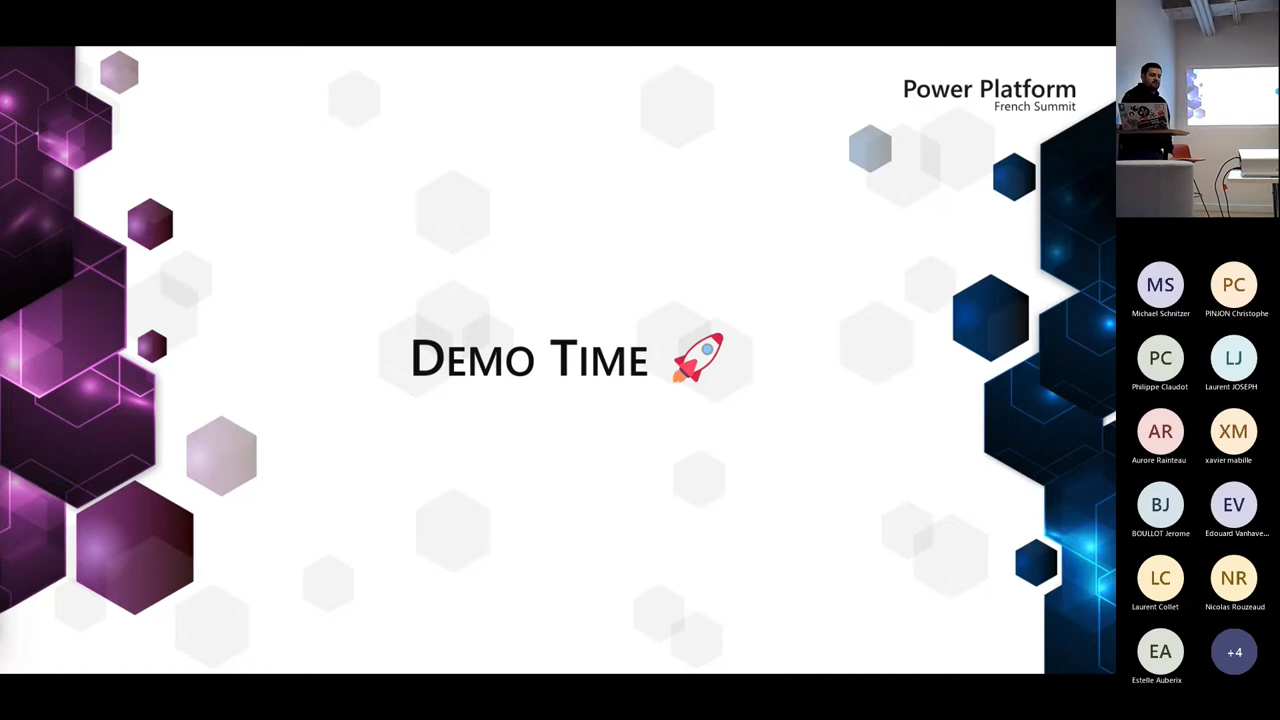 Power Platform
French Summit
DEMO TIME
MS
PC
Michael Schnitzer
PINJON Christophe
PC
LJ
Philippe Claudot
Laurent JOSEPH
AR
XM
Aurore Rainteau
xavier mabille
BJ
EV
BOULLOT Jerome
Edouard Vanhave...
LC
NR
Laurent Collet
Nicolas Rouzeaud
EA
+4
Estelle Auberix